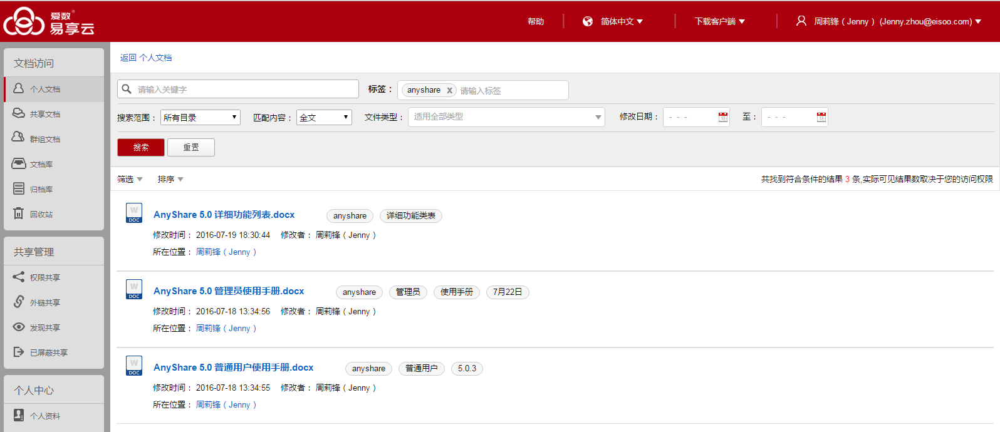 爱数®
易享云
帮助 简体中文 下载客户端 周莉锋(Jenny) (Jenny.zhou@eisoo.com)
文档访问
个人文档
共享文档
群组文档
文档库
归档库
回收站
共享管理
权限共享
外链共享
发现共享
已屏蔽共享
个人中心
个人资料
返回 个人文档
请输入关键字 标签： anyshare x 请输入标签
搜索范围： 所有目录 匹配内容： 全文 文件类型： 适用全部类型 修改日期： - - - 至： - - -
搜索 重置
筛选 排序 共找到符合条件的结果 3 条,实际可见结果数取决于您的访问权限
W DOC AnyShare 5.0 详细功能列表.docx anyshare 详细功能类表
修改时间： 2016-07-19 18:30:44 修改者： 周莉锋(Jenny)
所在位置： 周莉锋(Jenny)
W DOC AnyShare 5.0 管理员使用手册.docx anyshare 管理员 使用手册 7月22日
修改时间： 2016-07-18 13:34:56 修改者： 周莉锋(Jenny)
所在位置： 周莉锋(Jenny)
W DOC AnyShare 5.0 普通用户使用手册.docx anyshare 普通用户 5.0.3
修改时间： 2016-07-18 13:34:55 修改者： 周莉锋(Jenny)
所在位置： 周莉锋(Jenny)